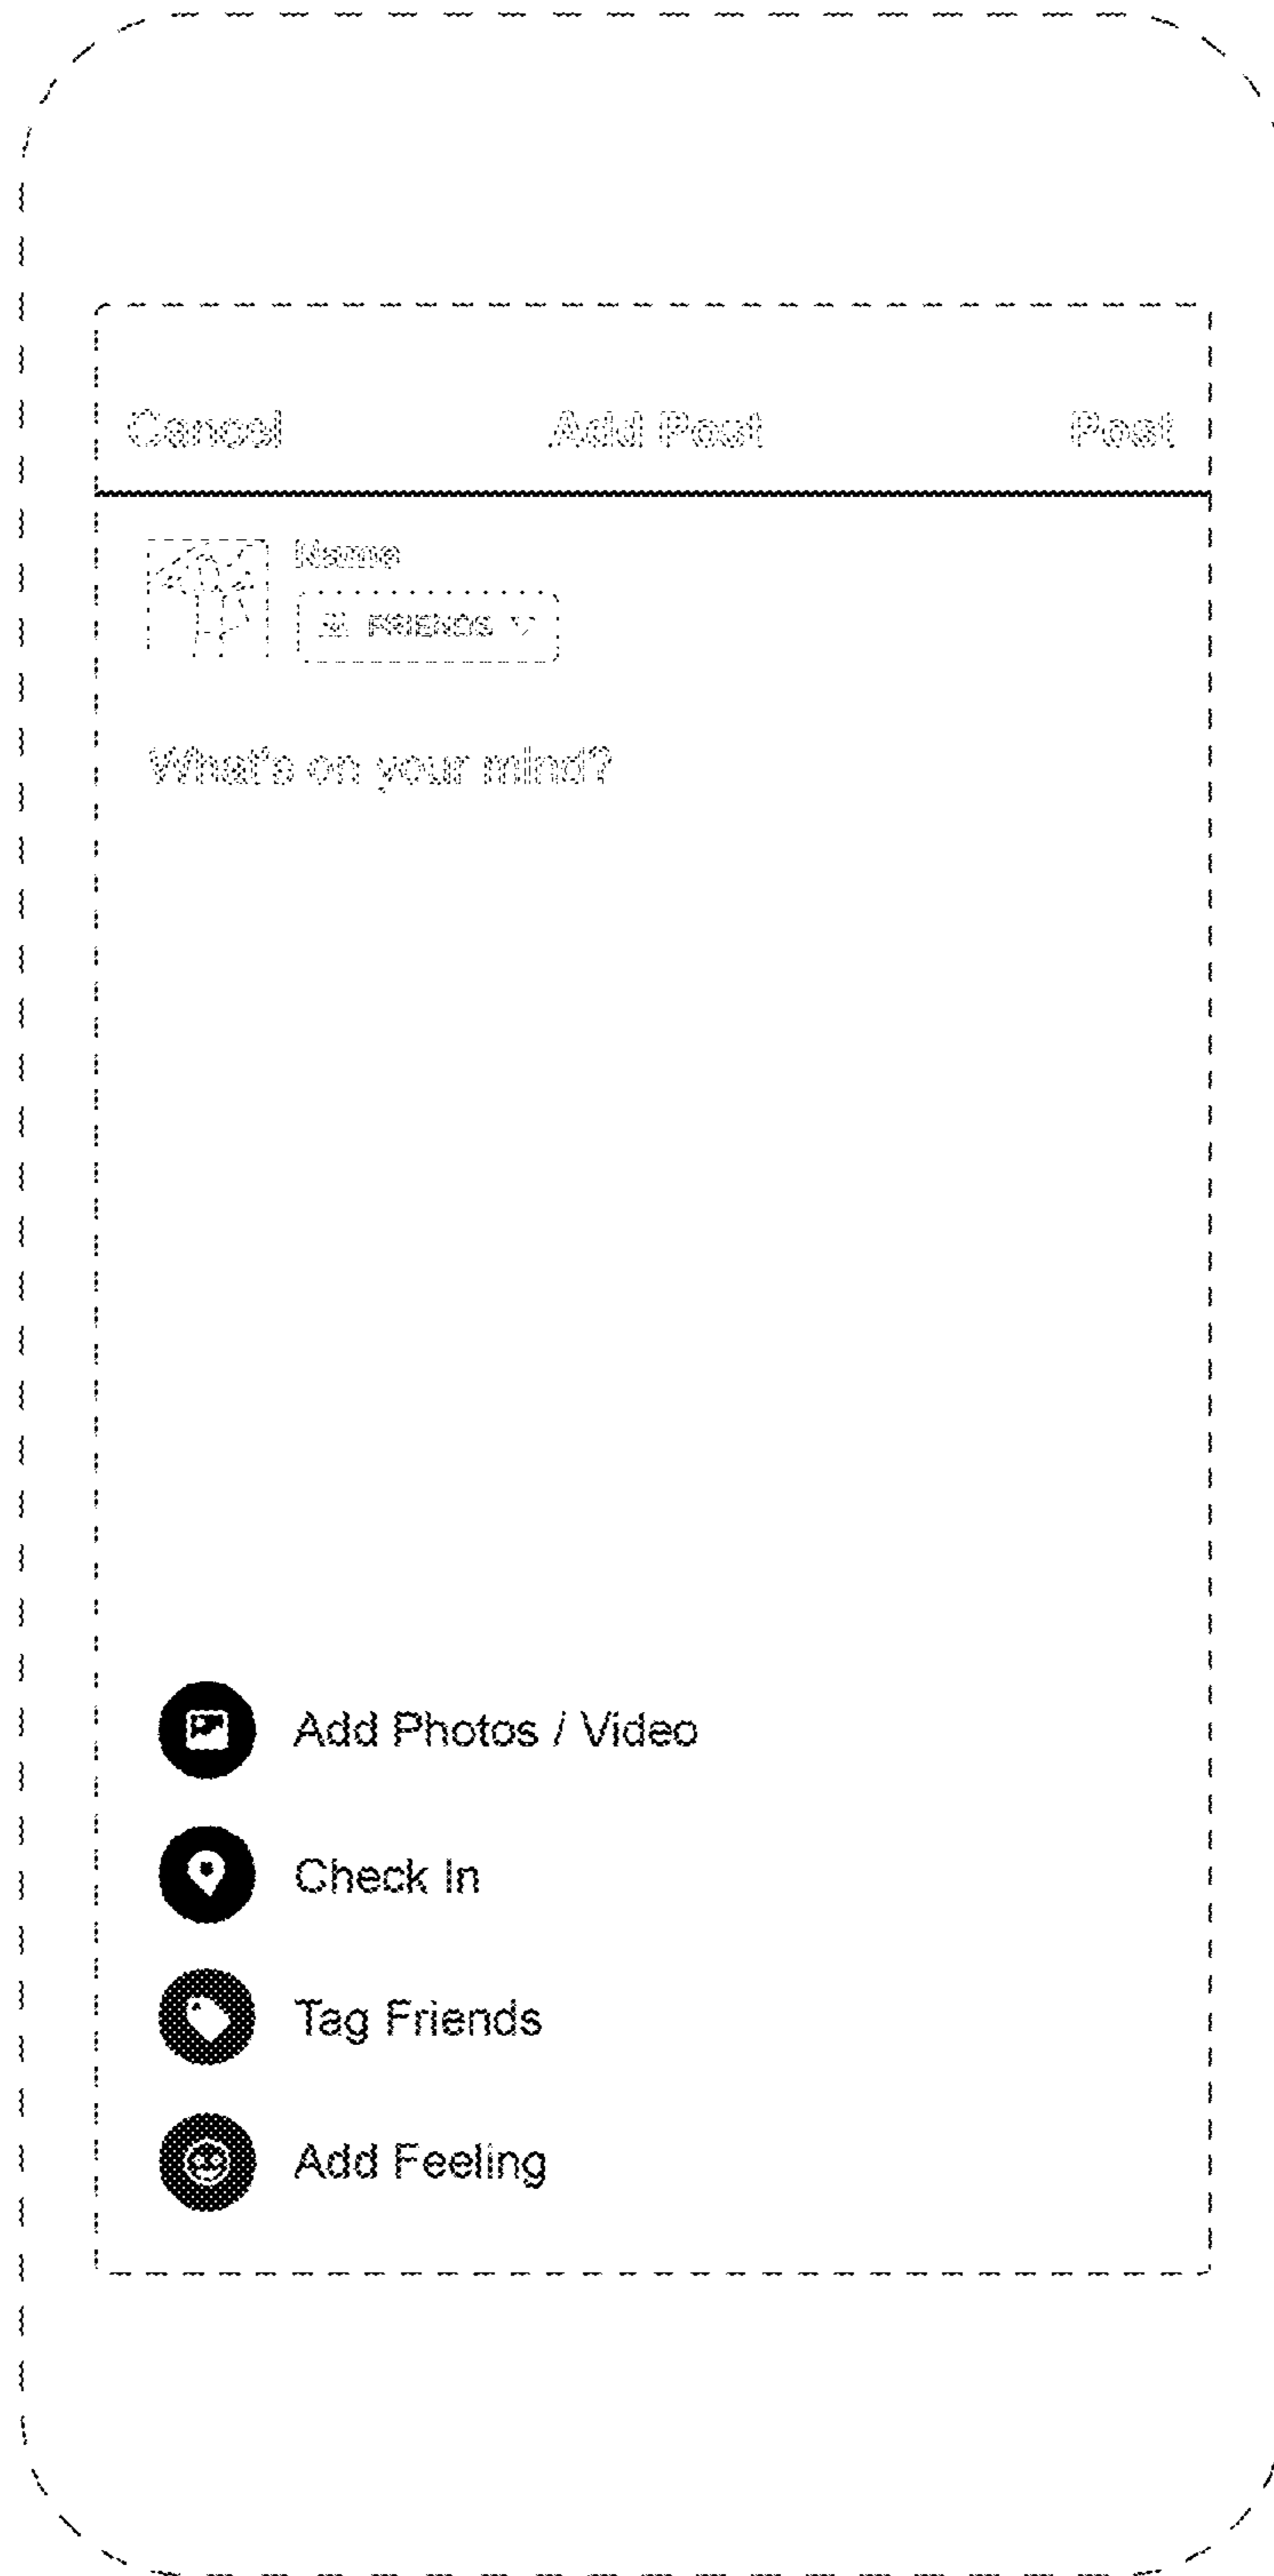 Cancel Add Post Post
Name
FRIENDS
What's on your mind?
Add Photos / Video
Check In
Tag Friends
Add Feeling